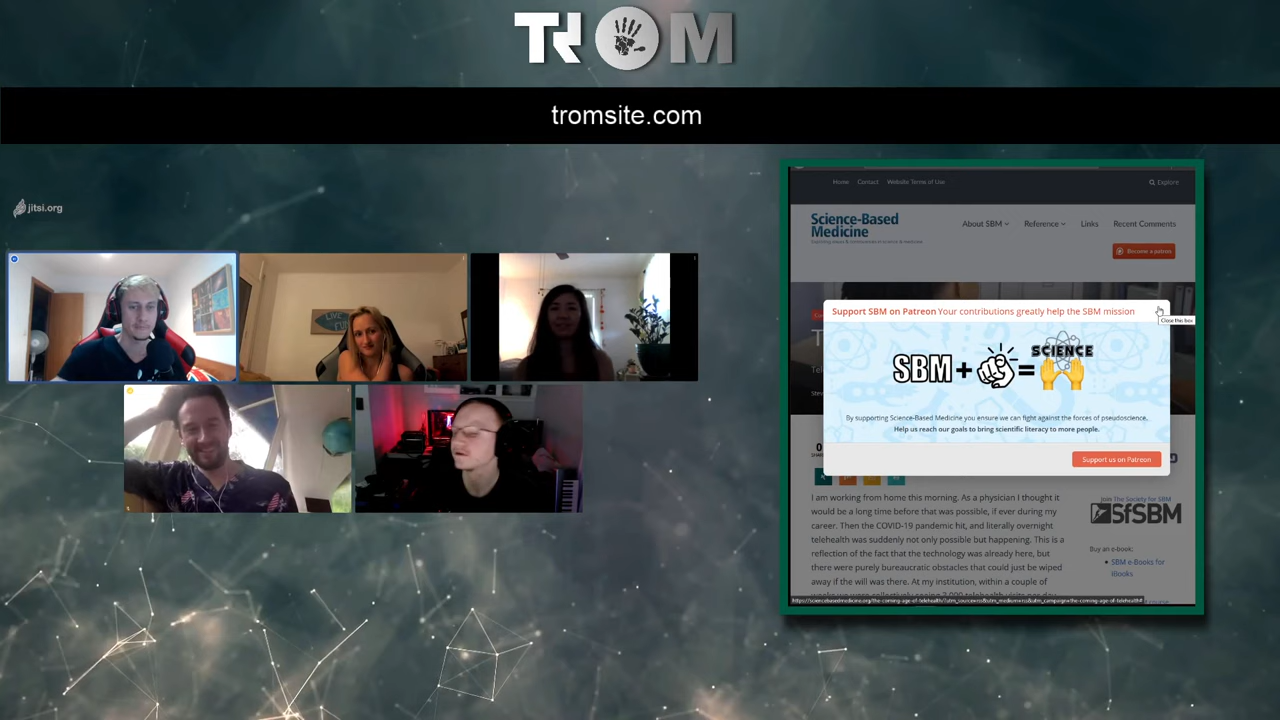 TROM
tromsite.com
jitsi.org
LIVE
Home Contact Website Terms of Use Explore
Science-Based
Medicine
About SBM Reference Links Recent Comments
Become a patron
Support SBM on Patreon Your contributions greatly help the SBM mission
Close this box
SBM + = SCIENCE
By supporting Science-Based Medicine you ensure we can fight against the forces of pseudoscience.
Help us reach our goals to bring scientific literacy to more people.
Support us on Patreon
I am working from home this morning. As a physician I thought it
would be a long time before that was possible, if ever during my
career. Then the COVID-19 pandemic hit, and literally overnight
telehealth was suddenly not only possible but happening. This is a
reflection of the fact that the technology was already here, but
there were purely bureaucratic obstacles that could just be wiped
away if the will was there. At my institution, within a couple of
Join The Society for SBM
SfSBM
Buy an e-book:
SBM e-Books for
iBooks